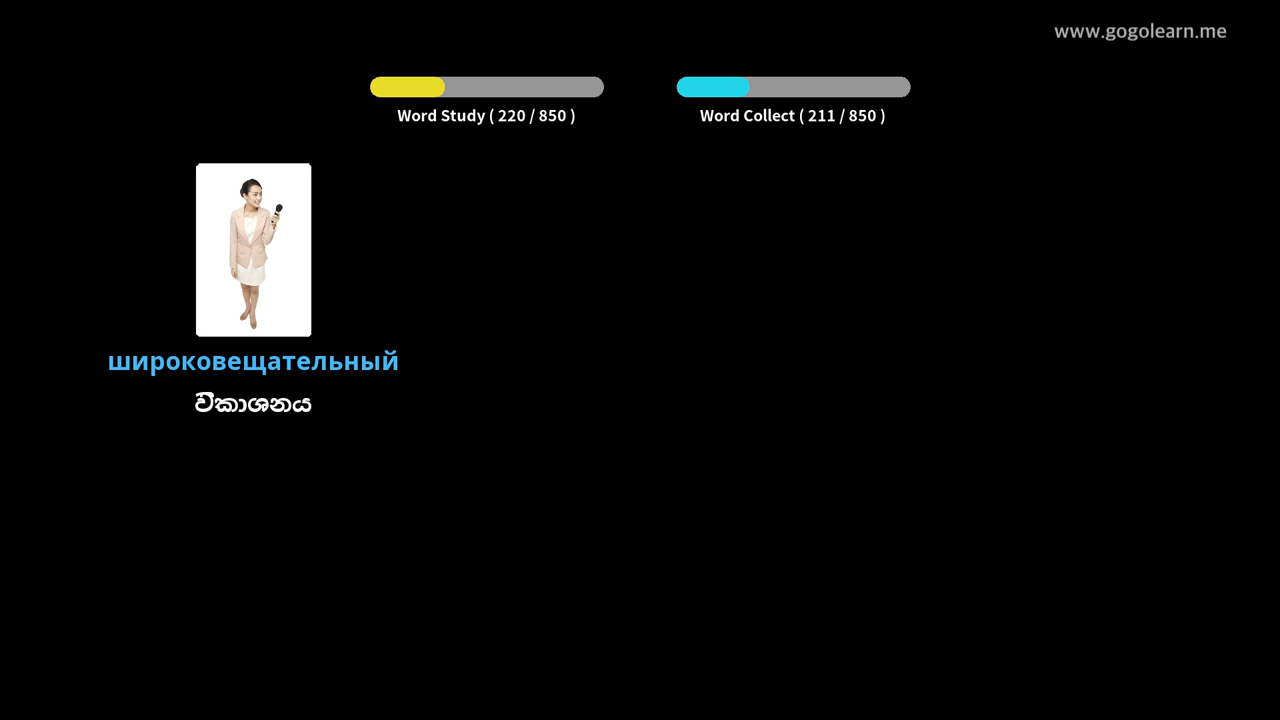 www.gogolearn.me
Word Study ( 220 / 850 )
Word Collect ( 211 / 850 )
широковещательный
විකාශනය